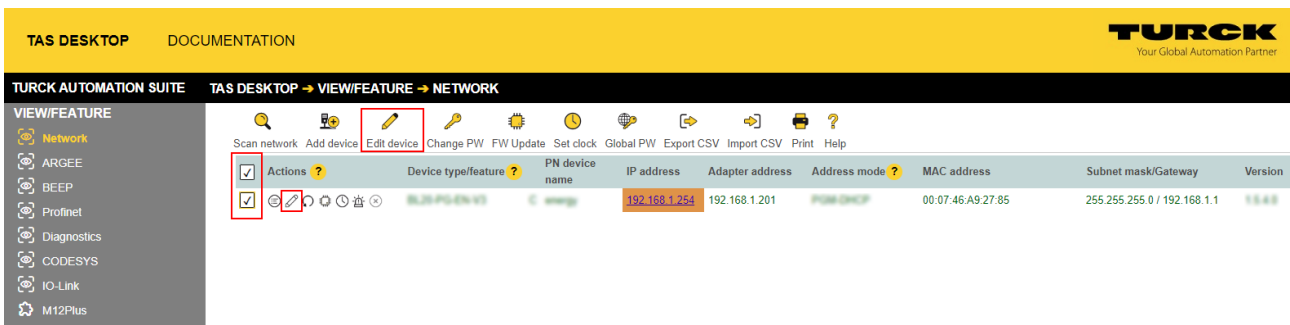 TAS DESKTOP DOCUMENTATION
TURCK
Your Global Automation Partner
TURCK AUTOMATION SUITE TAS DESKTOP ➔ VIEW/FEATURE ➔ NETWORK
VIEW/FEATURE
Network
ARGEE
BEEP
Profinet
Diagnostics
CODESYS
IO-Link
M12Plus
Scan network Add device Edit device Change PW FW Update Set clock Global PW Export CSV Import CSV Print Help
Actions ? Device type/feature ? PN device name IP address Adapter address Address mode ? MAC address Subnet mask/Gateway Version
192.168.1.254 192.168.1.201 00:07:46:A9:27:85 255.255.255.0 / 192.168.1.1